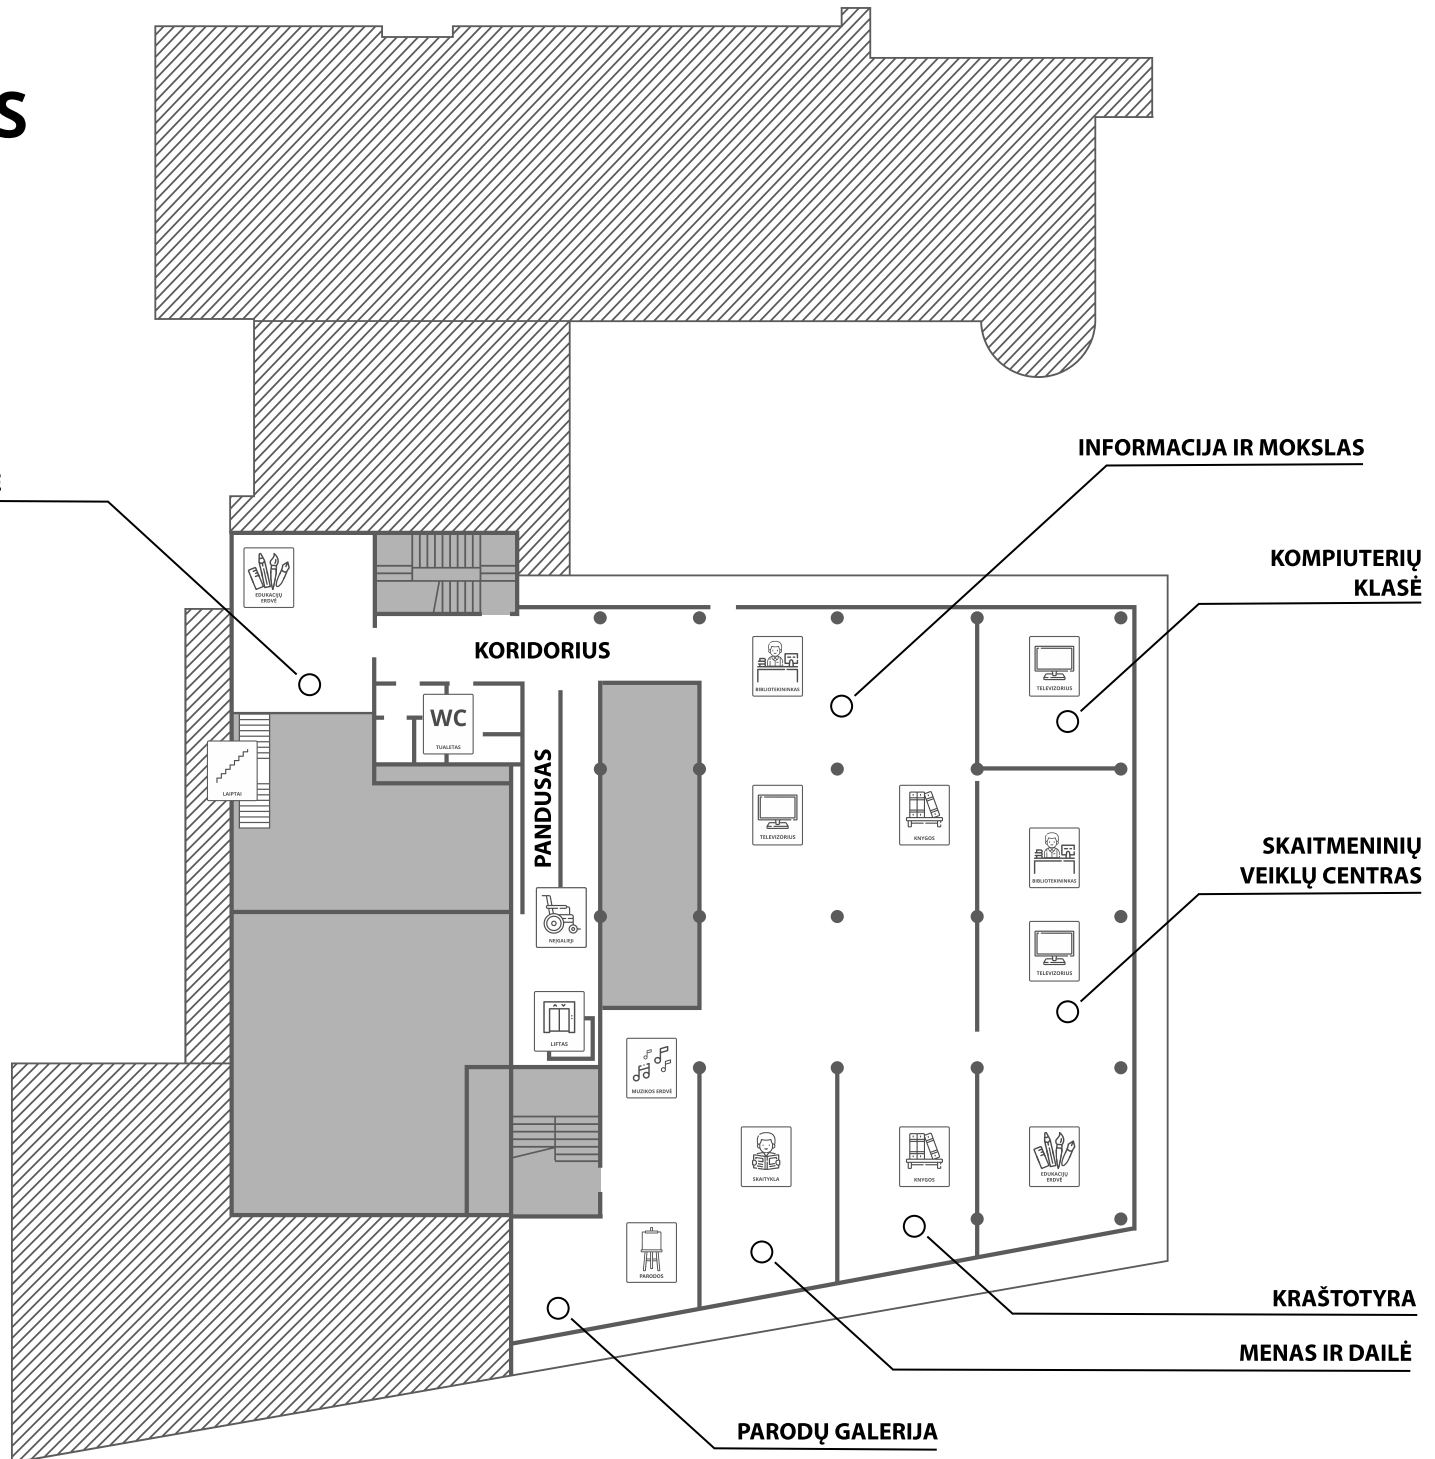 S
INFORMACIJA IR MOKSLAS
Ė
KOMPIUTERIŲ
KLASĖ
EDUKACIJŲ
ERDVĖ
KORIDORIUS
BIBLIOTEKININKAS
TELEVIZORIUS
WC
TUALETAS
LAIPTAI
PANDUSAS
TELEVIZORIUS
KNYGOS
SKAITMENINIŲ
VEIKLŲ CENTRAS
BIBLIOTEKININKAS
NEĮGALIEJI
TELEVIZORIUS
LIFTAS
MUZIKOS ERDVĖ
SKAITYKLA
KNYGOS
EDUKACIJŲ
ERDVĖ
PARODOS
KRAŠTOTYRA
MENAS IR DAILĖ
PARODŲ GALERIJA